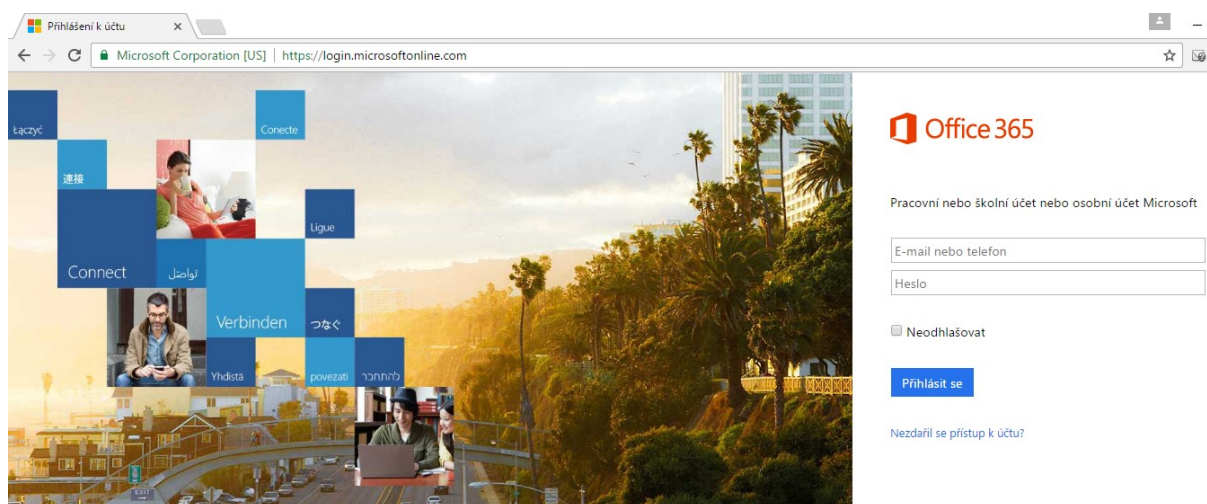 Přihlášení k účtu
Microsoft Corporation [US] | https://login.microsoftonline.com
Łączyć
Conecte
連接
Ligue
Connect
تواصَل
Verbinden
つなぐ
Yhdistä
povezati
להתחבר
EXIT
Office 365
Pracovní nebo školní účet nebo osobní účet Microsoft
E-mail nebo telefon
Heslo
Neodhlašovat
Přihlásit se
Nezdařil se přístup k účtu?